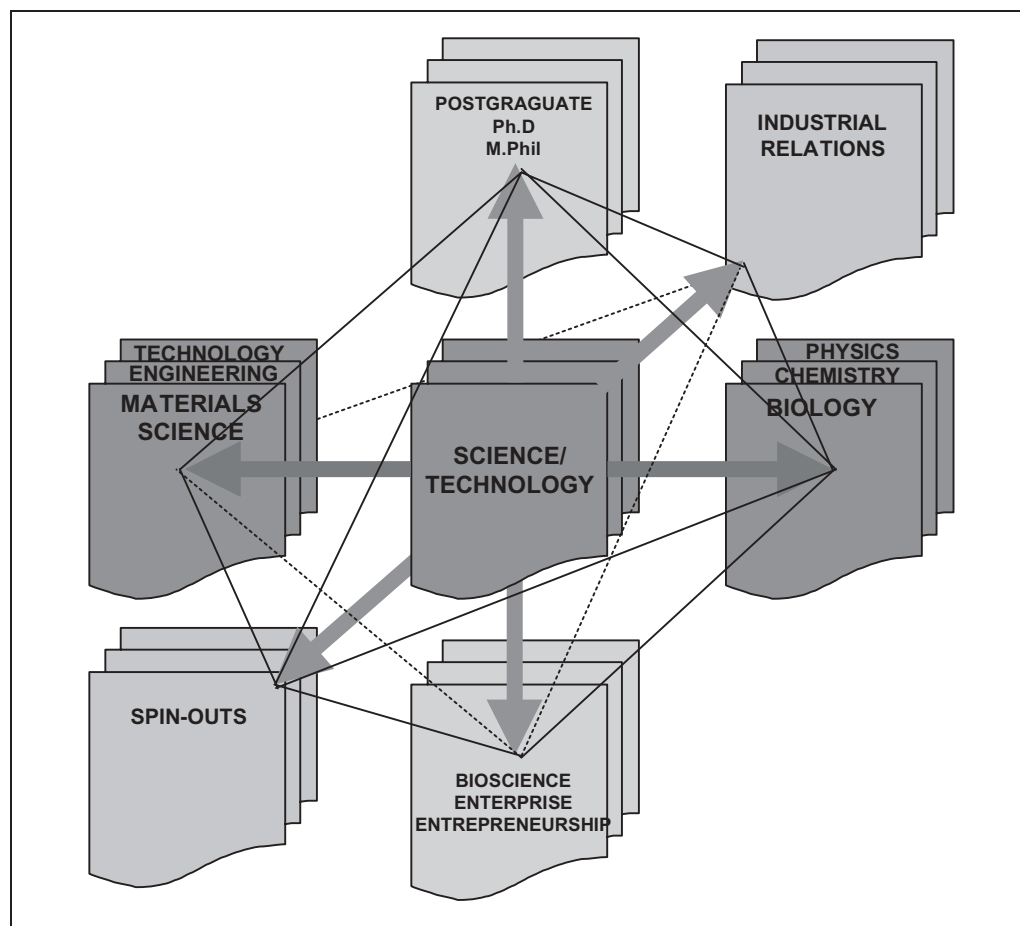 POSTGRAGUATE
Ph.D
M.Phil
INDUSTRIAL
RELATIONS
TECHNOLOGY
ENGINEERING
MATERIALS
SCIENCE
SCIENCE/
TECHNOLOGY
PHYSICS
CHEMISTRY
BIOLOGY
SPIN-OUTS
BIOSCIENCE
ENTERPRISE
ENTREPRENEURSHIP